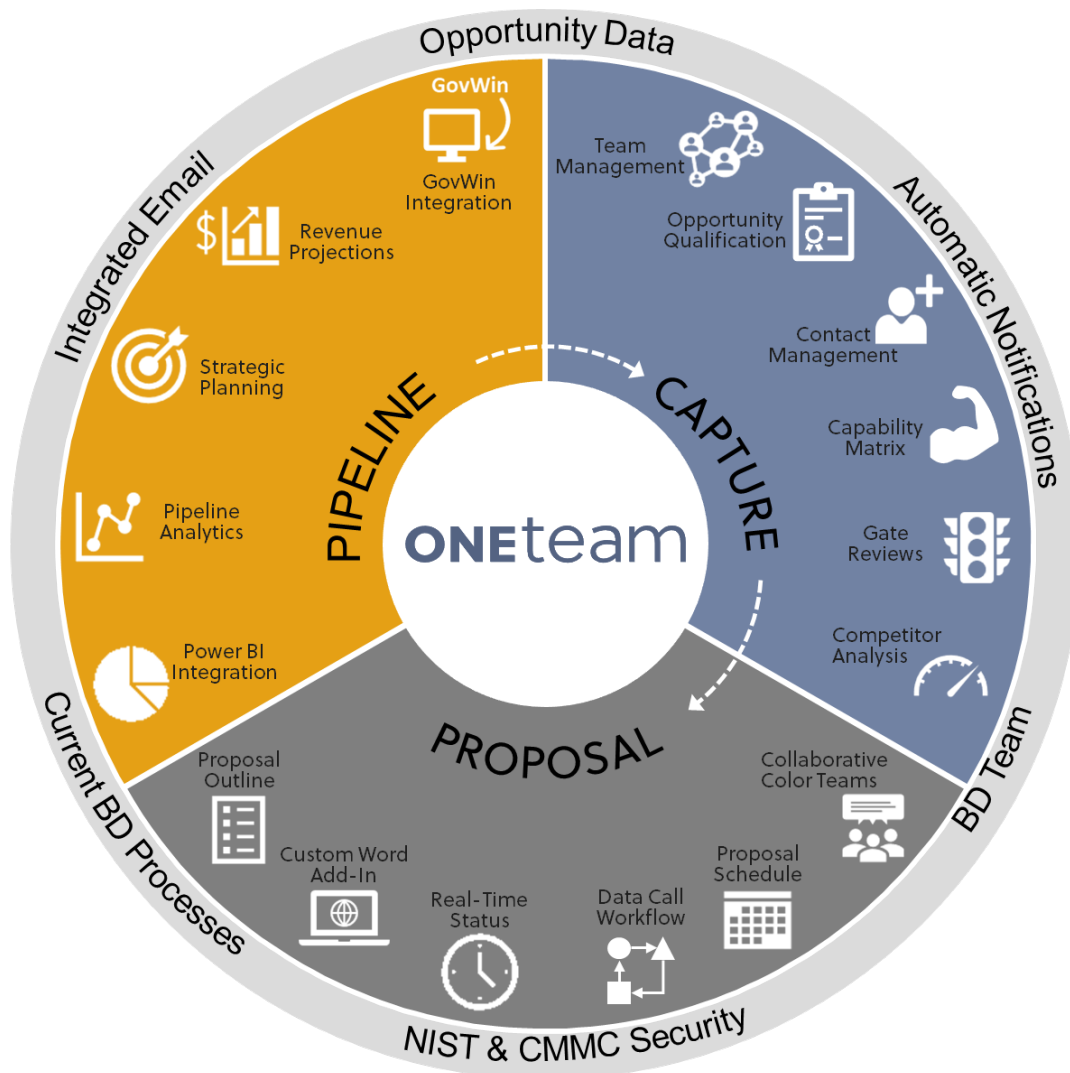 Opportunity Data
Automatic Notifications
BD Team
NIST & CMMC Security
Current BD Processes
Integrated Email
PIPELINE
GovWin
GovWin
Integration
Revenue
Projections
Strategic
Planning
Pipeline
Analytics
Power BI
Integration
CAPTURE
Team
Management
Opportunity
Qualification
Contact
Management
Capability
Matrix
Gate
Reviews
Competitor
Analysis
ONEteam
PROPOSAL
Collaborative
Color Teams
Proposal
Schedule
Data Call
Workflow
Real-Time
Status
Custom Word
Add-In
Proposal
Outline